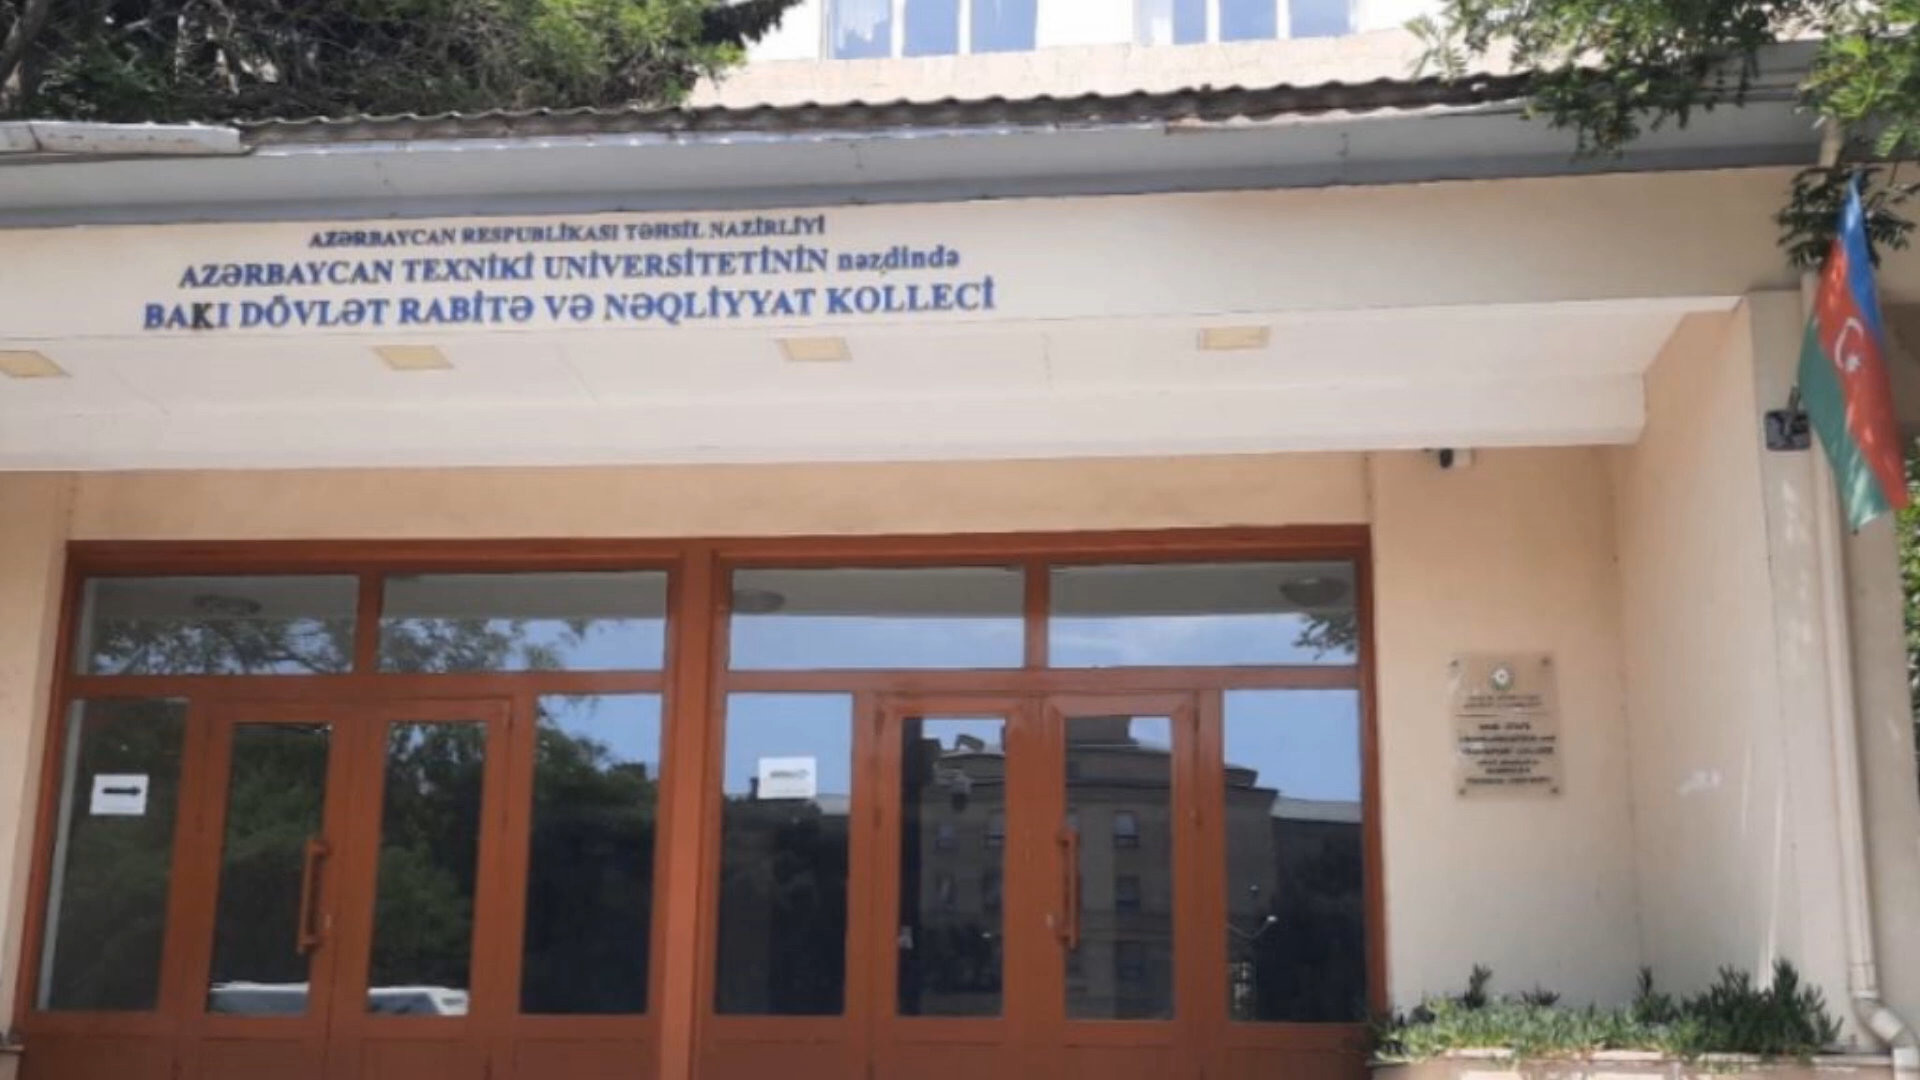 AZƏRBAYCAN RESPUBLİKASI TƏHSİL NAZİRLİYİ
AZƏRBAYCAN TEXNİKİ UNİVERSİTETİNİN nəzdində
BAKI DÖVLƏT RABİTƏ VƏ NƏQLİYYAT KOLLECİ